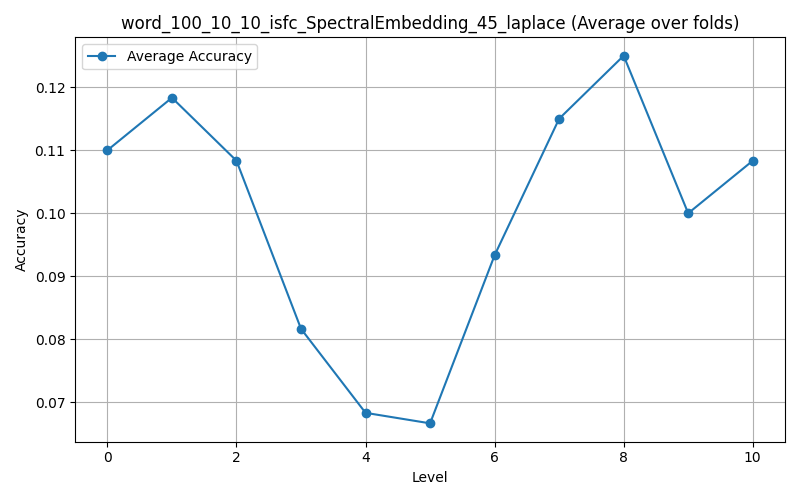 word_100_10_10_isfc_SpectralEmbedding_45_laplace (Average over folds)
Average Accuracy
0.12
0.11
0.10
0.09
0.08
0.07
Accuracy
0 2 4 6 8 10
Level